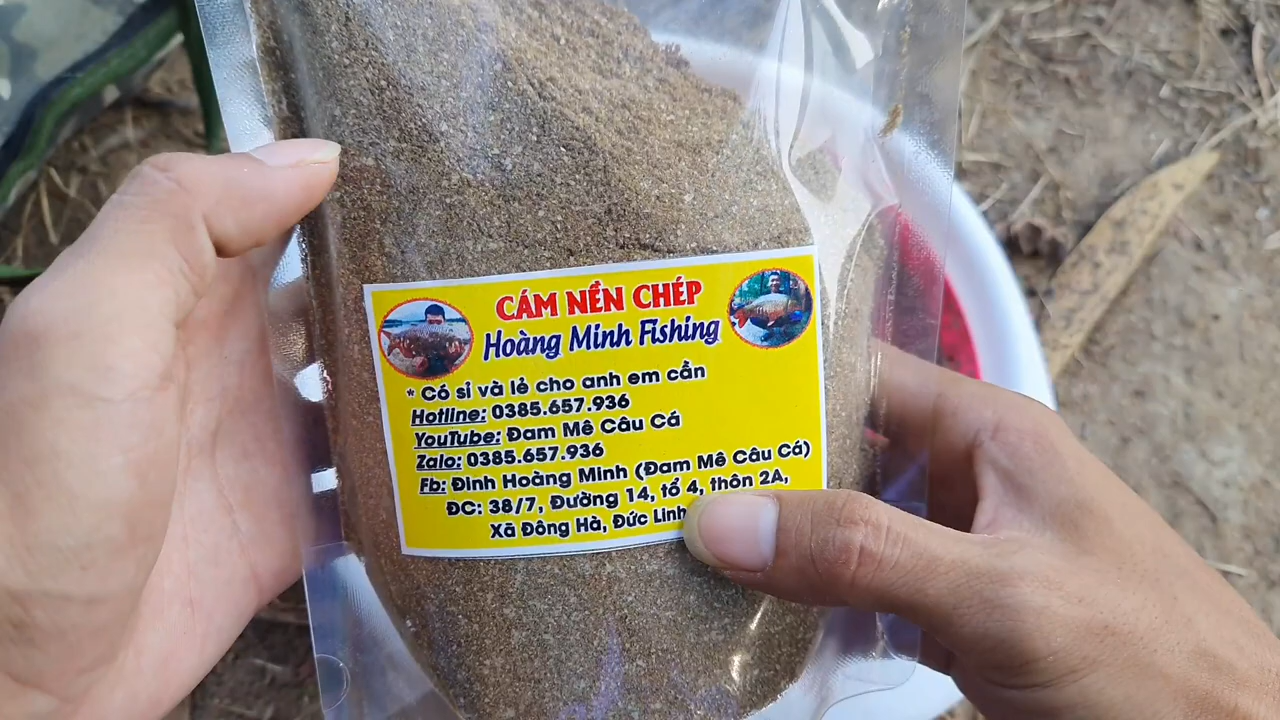 CÁM NỀN CHÉP
Hoàng Minh Fishing
* Có sỉ và lẻ cho anh em cần
Hotline: 0385.657.936
YouTube: Đam Mê Câu Cá
Zalo: 0385.657.936
Fb: Đinh Hoàng Minh (Đam Mê Câu Cá)
ĐC: 38/7, Đường 14, tổ 4, thôn 2A,
Xã Đông Hà, Đức Linh